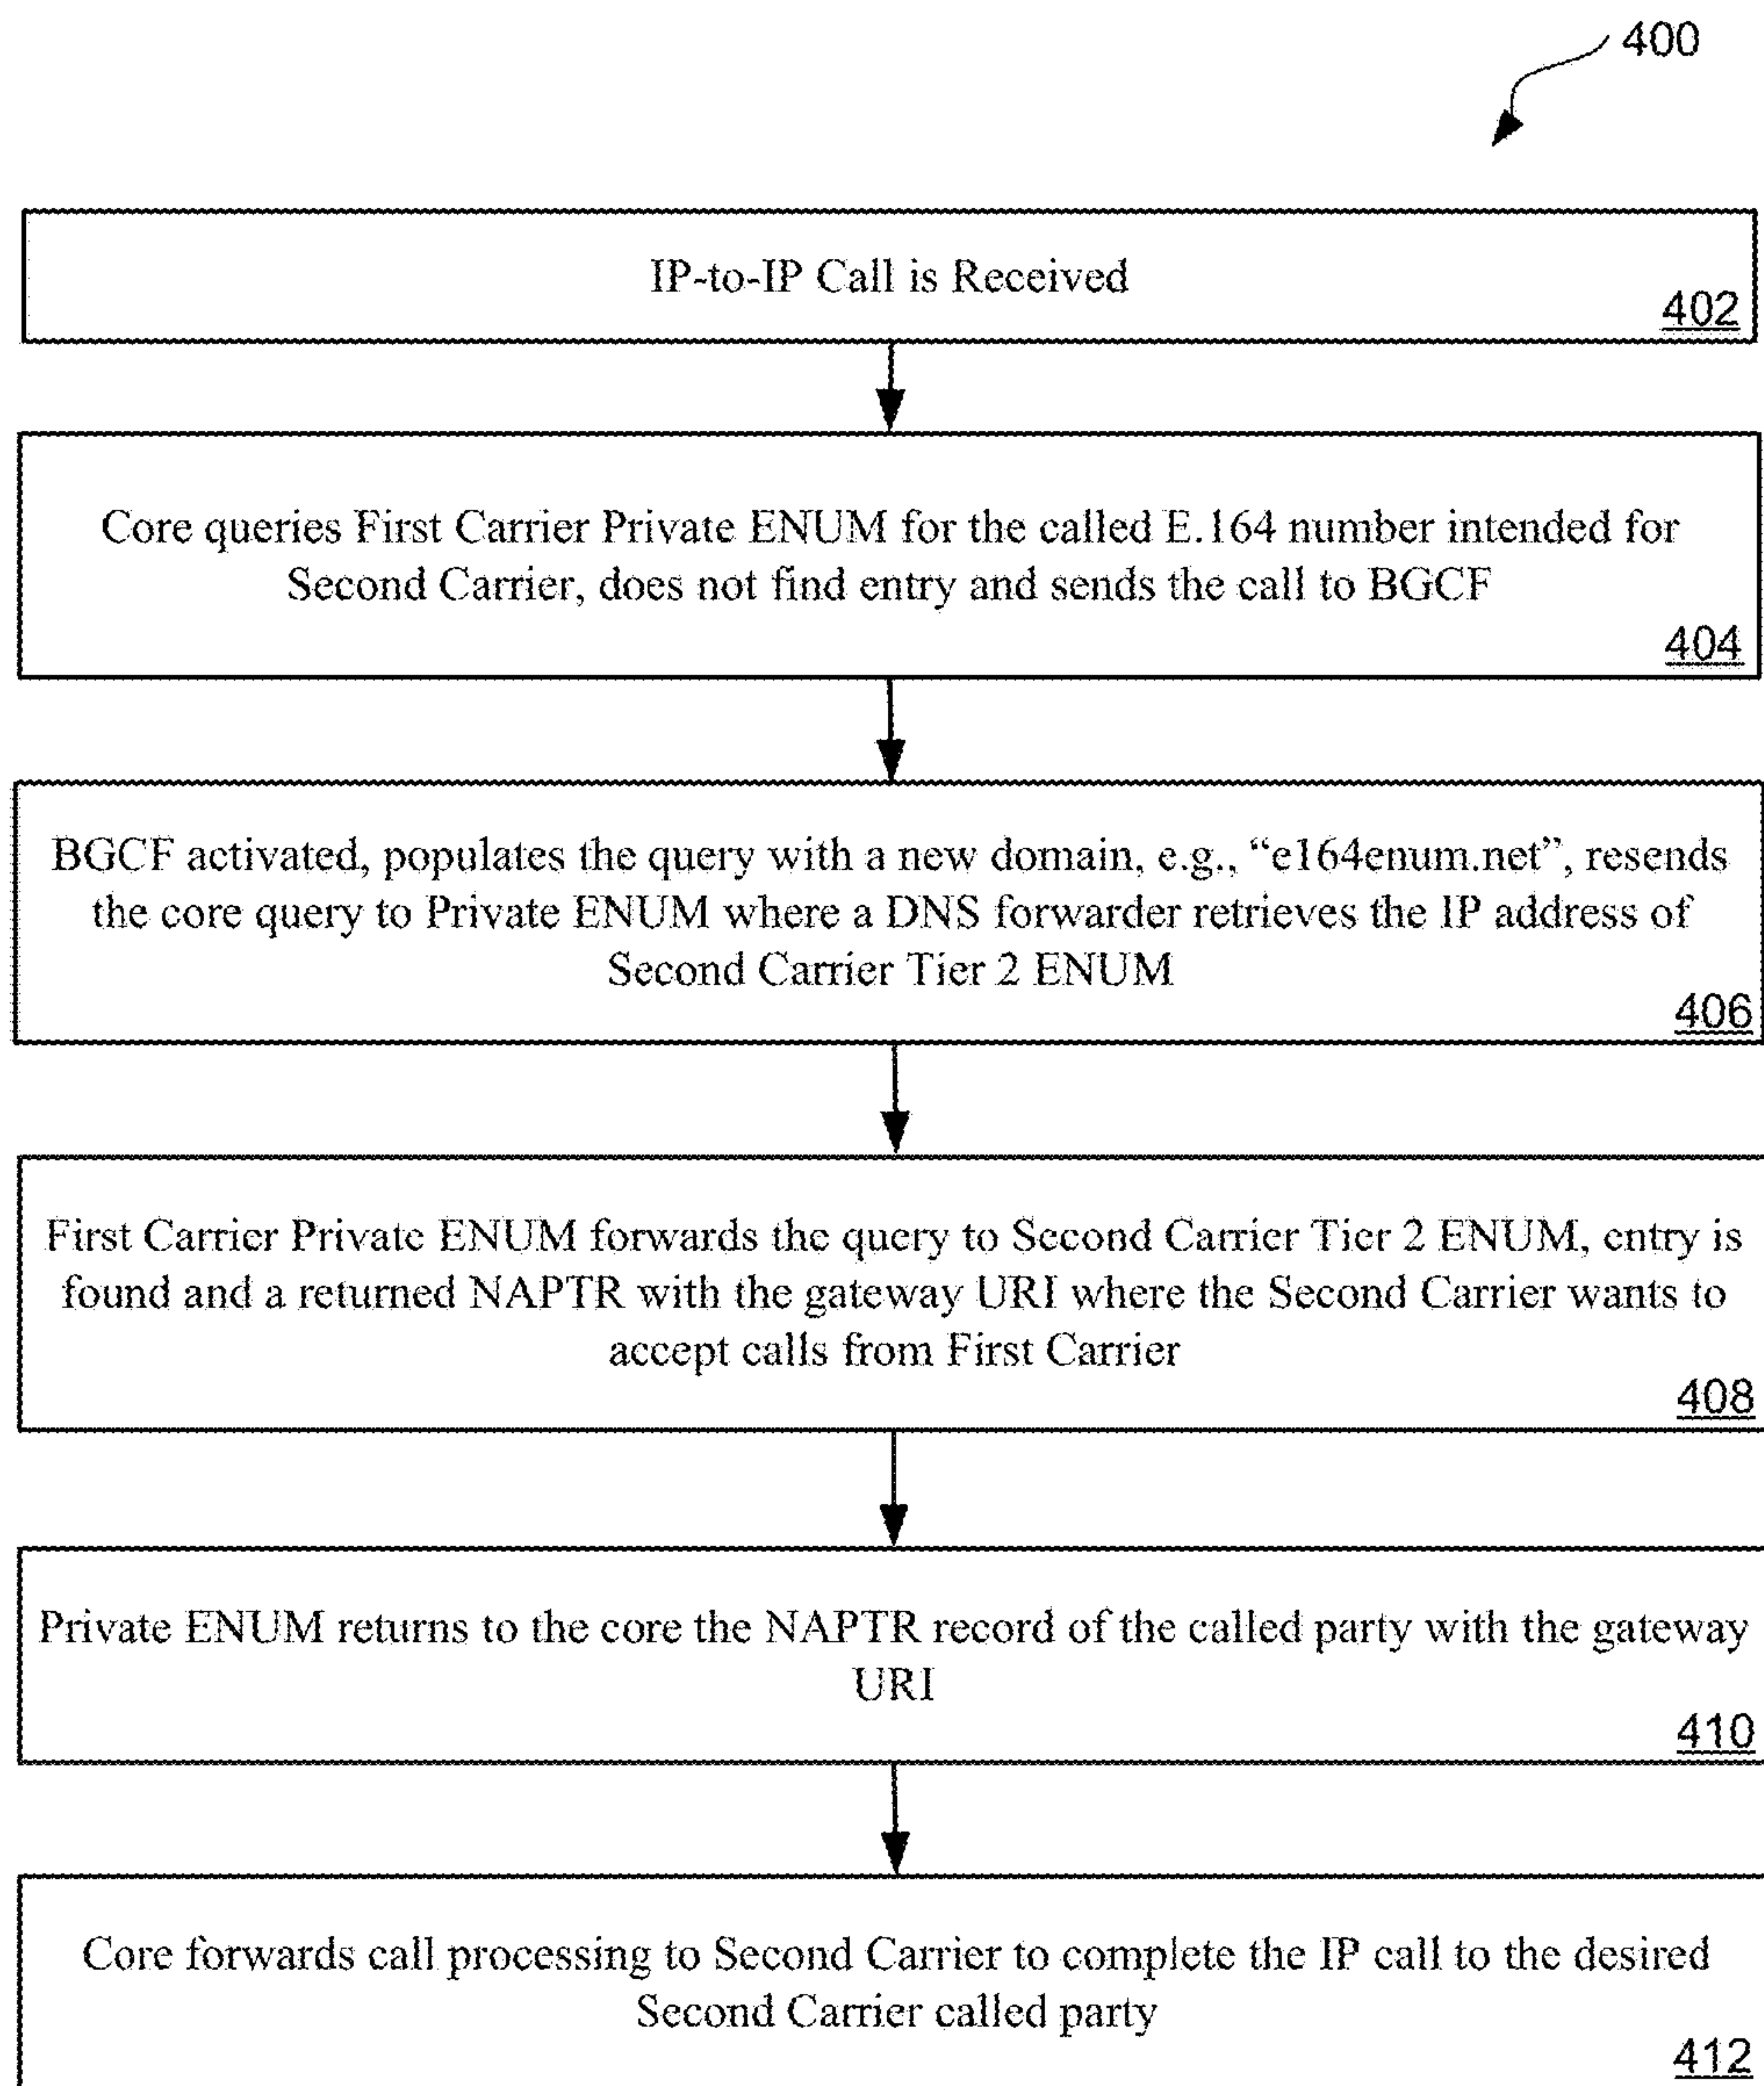 400
IP-to-IP Call is Received
402
Core queries First Carrier Private ENUM for the called E.164 number intended for
Second Carrier, does not find entry and sends the call to BGCF
404
BGCF activated, populates the query with a new domain, e.g., “e164enum.net”, resends
the core query to Private ENUM where a DNS forwarder retrieves the IP address of
Second Carrier Tier 2 ENUM
406
First Carrier Private ENUM forwards the query to Second Carrier Tier 2 ENUM, entry is
found and a returned NAPTR with the gateway URI where the Second Carrier wants to
accept calls from First Carrier
408
Private ENUM returns to the core the NAPTR record of the called party with the gateway
URI
410
Core forwards call processing to Second Carrier to complete the IP call to the desired
Second Carrier called party
412